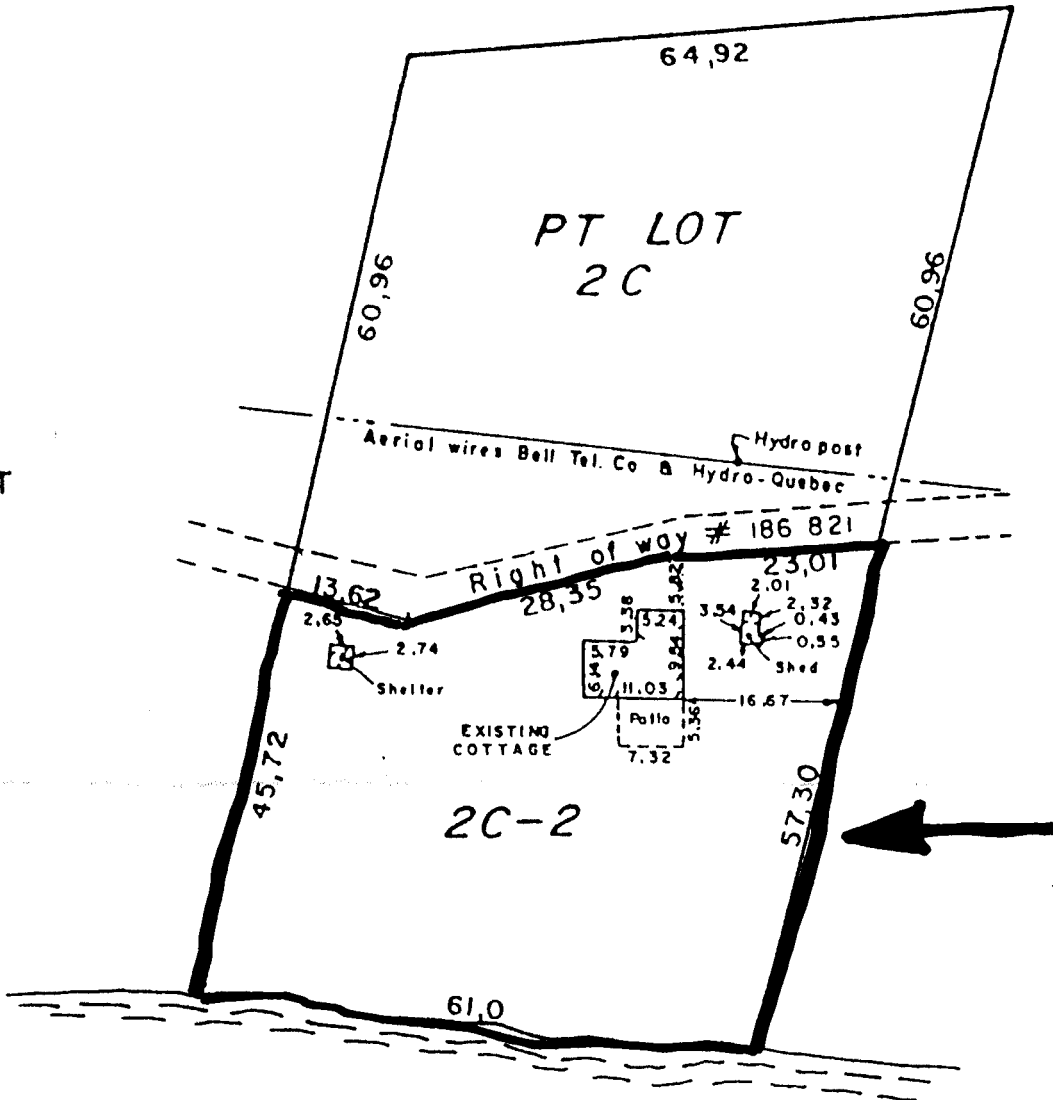 64,92
PT LOT
2C
60,96
60,96
Hydro post
Aerial wires Bell Tel. Co & Hydro-Quebec
T
Right of way # 186 821
13,62
28,35
23,01
5.02
2.01
2.32
3.54
0.43
0.55
2.44
Shed
2.65
2.74
Shelter
3.38
5.24
5.79
9.54
6.14
11.03
16.67
Patio
5.36
7.32
EXISTING
COTTAGE
45,72
57,30
2C-2
61,0